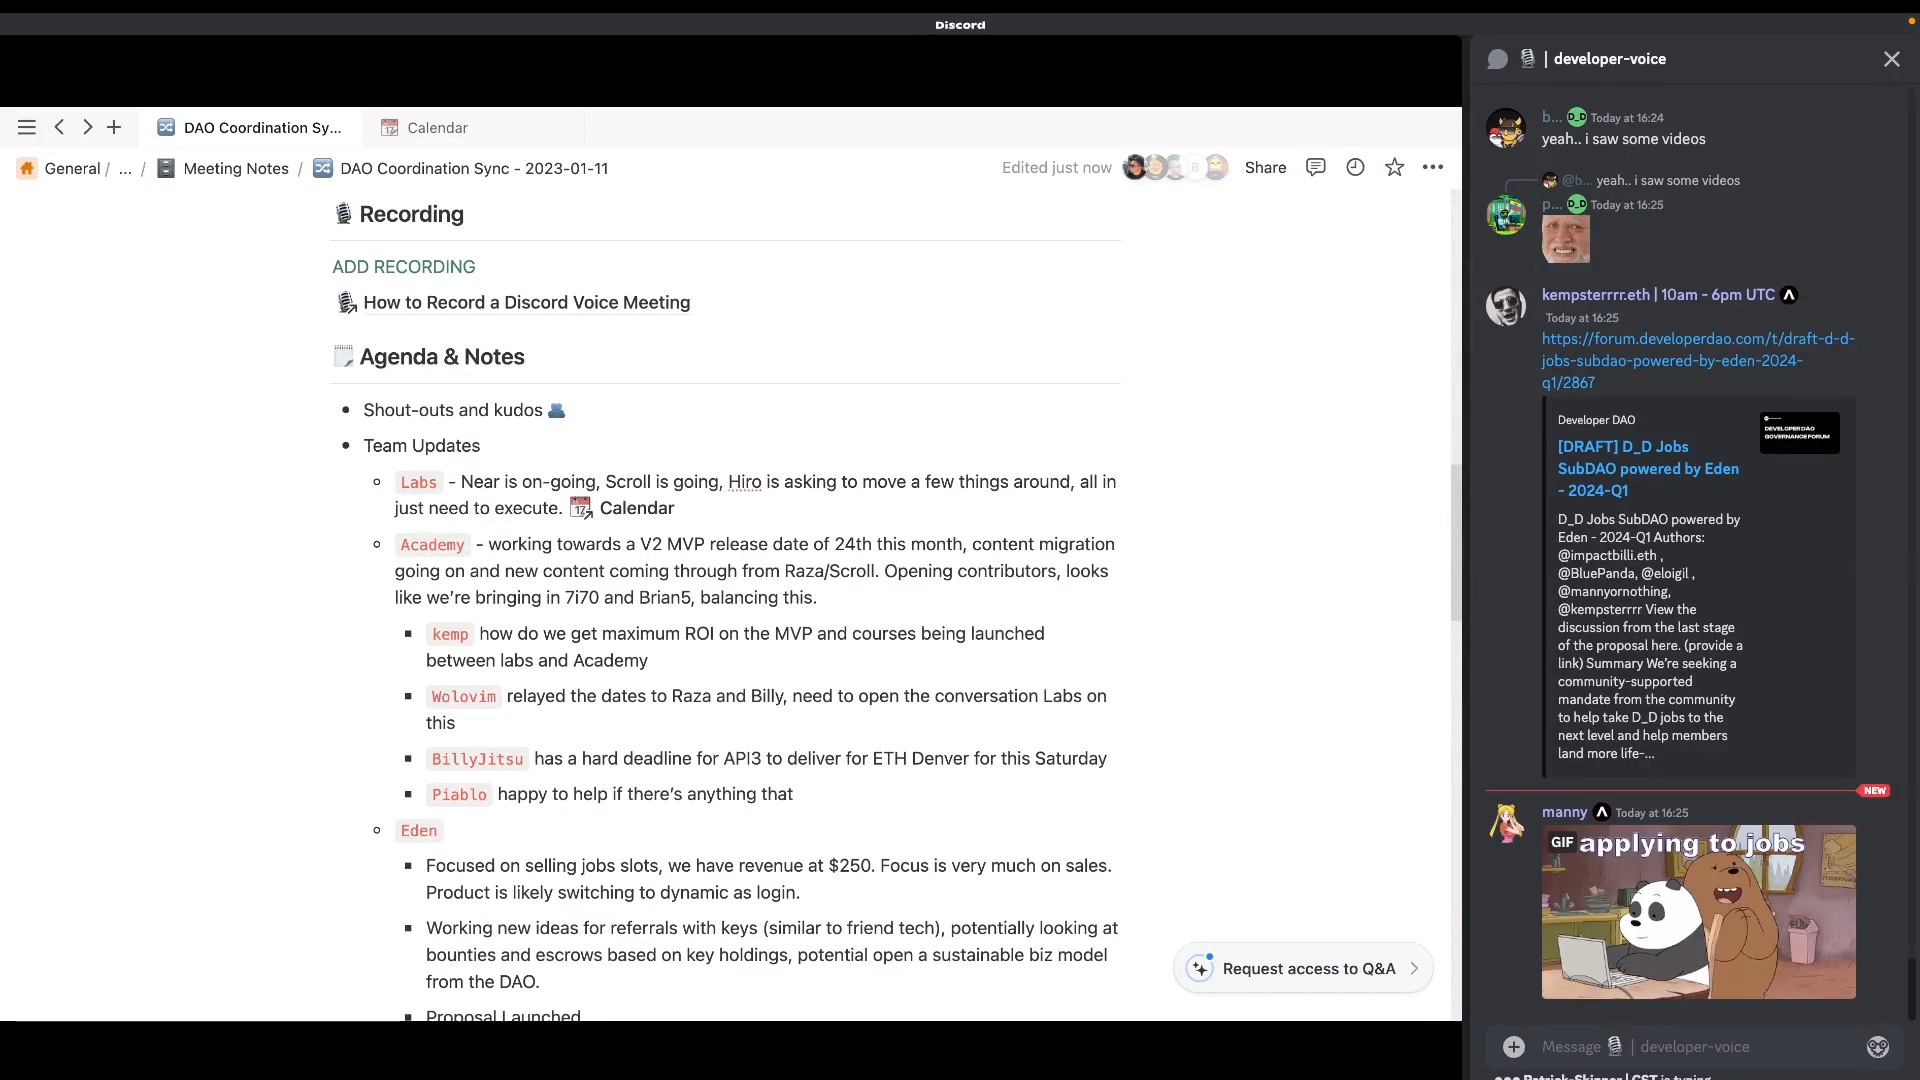 Discord
DAO Coordination Sy...
Calendar
General / ... / Meeting Notes / DAO Coordination Sync - 2023-01-11
Edited just now
B
Share
Recording
ADD RECORDING
How to Record a Discord Voice Meeting
Agenda & Notes
Shout-outs and kudos
Team Updates
Labs - Near is on-going, Scroll is going, Hiro is asking to move a few things around, all in
just need to execute. 17 Calendar
Academy - working towards a V2 MVP release date of 24th this month, content migration
going on and new content coming through from Raza/Scroll. Opening contributors, looks
like we're bringing in 7i70 and Brian5, balancing this.
kemp how do we get maximum ROI on the MVP and courses being launched
between labs and Academy
Wolovim relayed the dates to Raza and Billy, need to open the conversation Labs on
this
BillyJitsu has a hard deadline for API3 to deliver for ETH Denver for this Saturday
Piablo happy to help if there's anything that
Eden
Focused on selling jobs slots, we have revenue at $250. Focus is very much on sales.
Product is likely switching to dynamic as login.
Working new ideas for referrals with keys (similar to friend tech), potentially looking at
bounties and escrows based on key holdings, potential open a sustainable biz model
from the DAO.
Proposal Launched
Request access to Q&A
| developer-voice
b... D_D Today at 16:24
yeah.. i saw some videos
@b... yeah.. i saw some videos
p... D_D Today at 16:25
kempsterrrr.eth | 10am - 6pm UTC
Today at 16:25
https://forum.developerdao.com/t/draft-d-d-
jobs-subdao-powered-by-eden-2024-
q1/2867
Developer DAO
DEVELOPER DAO
GOVERNANCE FORUM
[DRAFT] D_D Jobs
SubDAO powered by Eden
- 2024-Q1
D_D Jobs SubDAO powered by
Eden - 2024-Q1 Authors:
@impactbilli.eth ,
@BluePanda, @eloigil ,
@mannyornothing,
@kempsterrrr View the
discussion from the last stage
of the proposal here. (provide a
link) Summary We're seeking a
community-supported
mandate from the community
to help take D_D jobs to the
next level and help members
land more life-...
NEW
manny Today at 16:25
GIF applying to jobs
Message | developer-voice
Patrick-Skinner | CST is typing